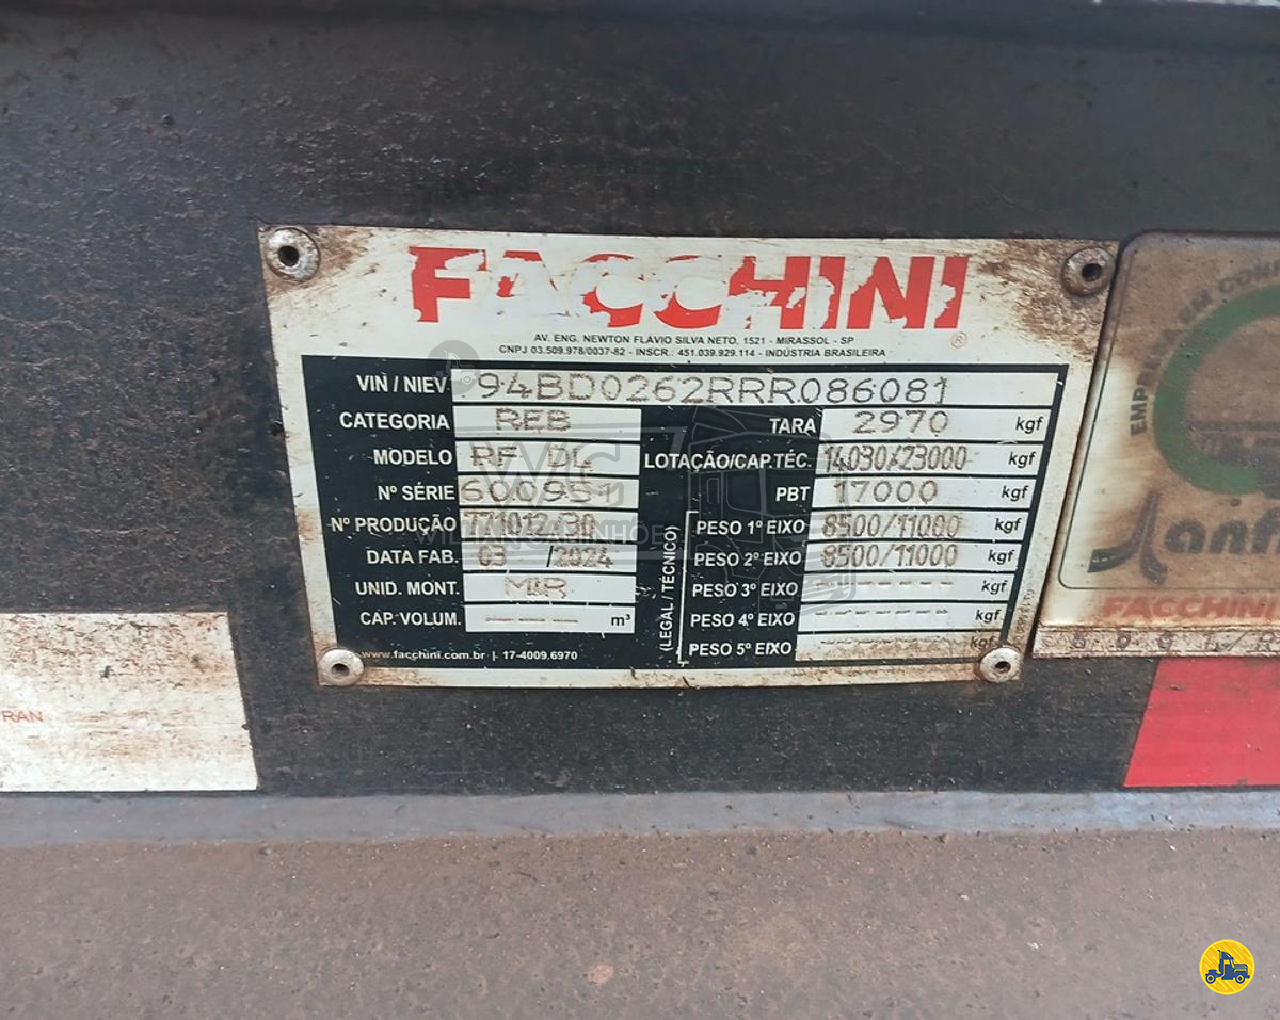 FACCHINI
®
AV. ENG. NEWTON FLÁVIO SILVA NETO, 1521 - MIRASSOL - SP
CNPJ 03.509.978/0037-82 - INSCR.: 451.039.929.114 - INDÚSTRIA BRASILEIRA
VIN / NIEV 94BD0262RRR086081
CATEGORIA REB
MODELO RF DL
Nº SÉRIE 600951
Nº PRODUÇÃO 771012/30
DATA FAB. 03 /2024
UNID. MONT. MIR
CAP. VOLUM. m³
TARA 2970 kgf
LOTAÇÃO/CAP.TÉC. 14030/23000 kgf
PBT 17000 kgf
(LEGAL / TÉCNICO)
PESO 1º EIXO 8500/11000 kgf
PESO 2º EIXO 8500/11000 kgf
PESO 3º EIXO ------ kgf
PESO 4º EIXO ------ kgf
PESO 5º EIXO kgf
www.facchini.com.br | 17-4009.6970
FACCHINI
RAN